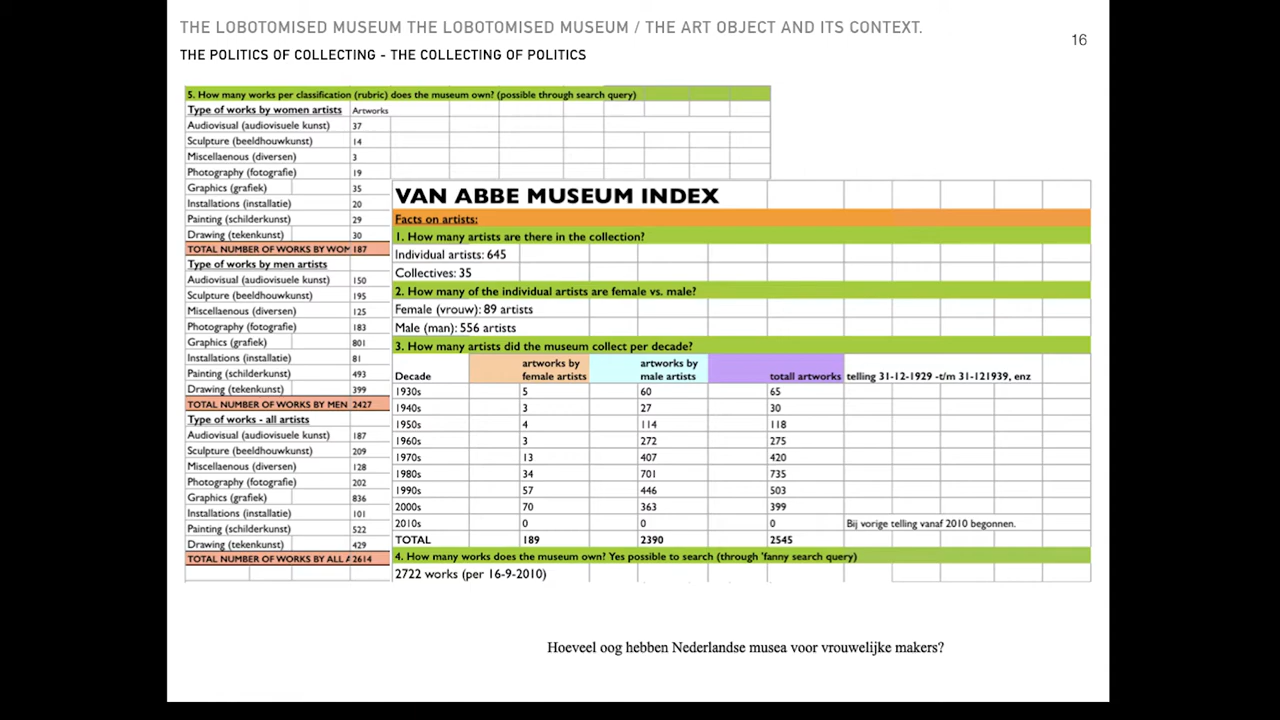 THE LOBOTOMISED MUSEUM THE LOBOTOMISED MUSEUM / THE ART OBJECT AND ITS CONTEXT.
16
THE POLITICS OF COLLECTING - THE COLLECTING OF POLITICS
5. How many works per classification (rubric) does the museum own? (possible through search query)
Type of works by women artists Artworks
Audiovisual (audiovisuele kunst) 37
Sculpture (beeldhouwkunst) 14
Miscellaenous (diversen) 3
Photography (fotografie) 19
Graphics (grafiek) 35
Installations (installatie) 20
Painting (schilderkunst) 29
Drawing (tekenkunst) 30
TOTAL NUMBER OF WORKS BY WOM 187
Type of works by men artists
Audiovisual (audiovisuele kunst) 150
Sculpture (beeldhouwkunst) 195
Miscellaenous (diversen) 125
Photography (fotografie) 183
Graphics (grafiek) 801
Installations (installatie) 81
Painting (schilderkunst) 493
Drawing (tekenkunst) 399
TOTAL NUMBER OF WORKS BY MEN 2427
Type of works - all artists
Audiovisual (audiovisuele kunst) 187
Sculpture (beeldhouwkunst) 209
Miscellaenous (diversen) 128
Photography (fotografie) 202
Graphics (grafiek) 836
Installations (installatie) 101
Painting (schilderkunst) 522
Drawing (tekenkunst) 429
TOTAL NUMBER OF WORKS BY ALL A 2614
VAN ABBE MUSEUM INDEX
Facts on artists:
1. How many artists are there in the collection?
Individual artists: 645
Collectives: 35
2. How many of the individual artists are female vs. male?
Female (vrouw): 89 artists
Male (man): 556 artists
3. How many artists did the museum collect per decade?
artworks by artworks by
Decade female artists male artists totall artworks telling 31-12-1929 -t/m 31-121939, enz
1930s 5 60 65
1940s 3 27 30
1950s 4 114 118
1960s 3 272 275
1970s 13 407 420
1980s 34 701 735
1990s 57 446 503
2000s 70 363 399
2010s 0 0 0 Bij vorige telling vanaf 2010 begonnen.
TOTAL 189 2390 2545
4. How many works does the museum own? Yes possible to search (through 'fanny search query)
2722 works (per 16-9-2010)
Hoeveel oog hebben Nederlandse musea voor vrouwelijke makers?